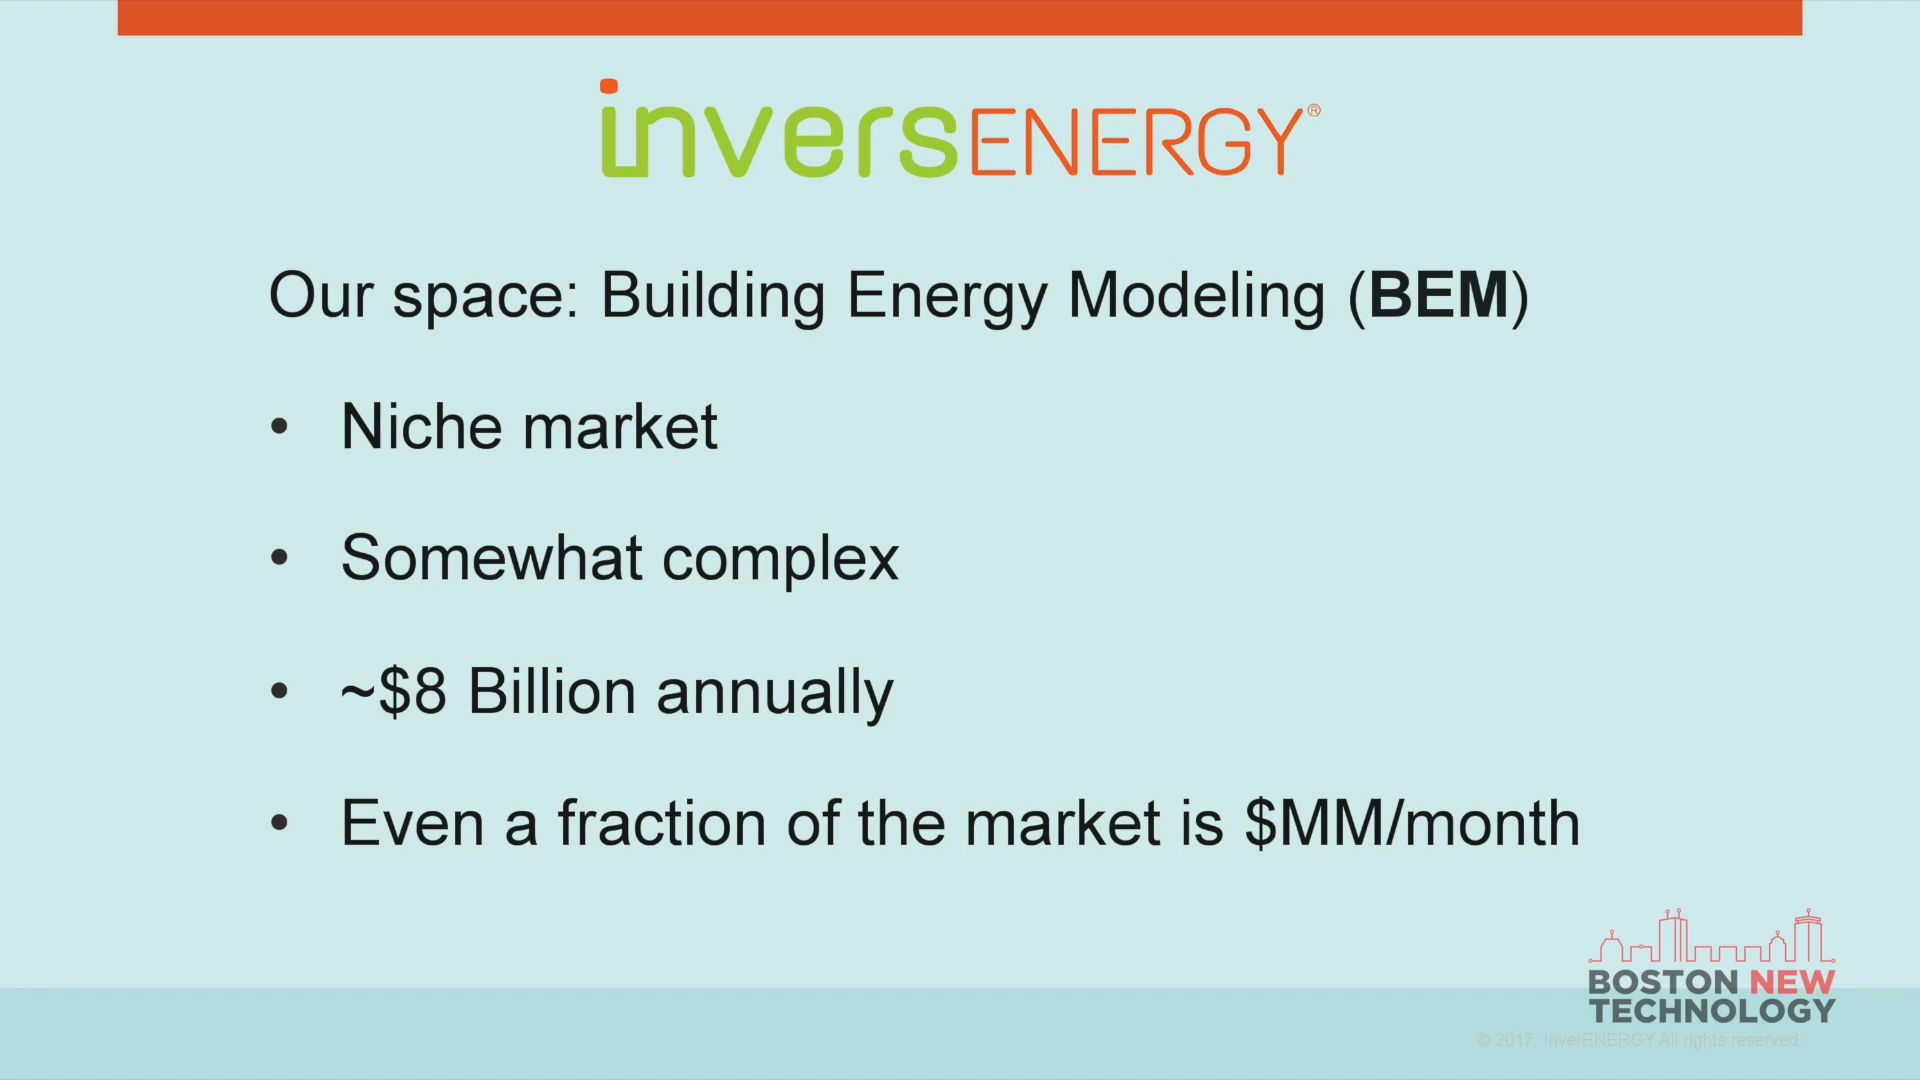 inversENERGY®
Our space: Building Energy Modeling (BEM)
• Niche market
• Somewhat complex
• ~$8 Billion annually
• Even a fraction of the market is $MM/month
BOSTON NEW
TECHNOLOGY
© 2017 InverENERGY All rights reserved.